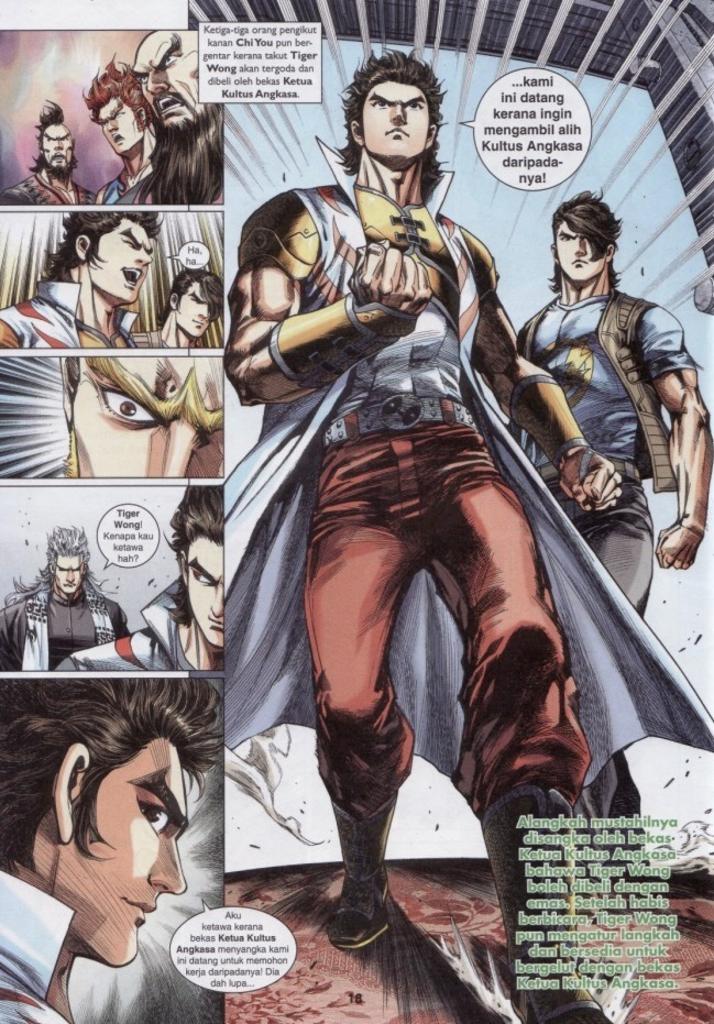 Ketiga-tiga orang pengikut
kanan Chi You pun ber-
gentar kerana takut Tiger
Wong akan tergoda dan
dibeli oleh bekas Ketua
Kultus Angkasa.
Ha,
ha...
Tiger
Wong!
Kenapa kau
ketawa
hah?
Aku
ketawa kerana
bekas Ketua Kultus
Angkasa menyangka kami
ini datang untuk memohon
kerja daripadanya! Dia
dah lupa...
...kami
ini datang
kerana ingin
mengambil alih
Kultus Angkasa
daripada-
nya!
Alangkah mustahilnya
disangka oleh bekas
Ketua Kultus Angkasa
bahawa Tiger Wong
boleh dibeli dengan
emas. Setelah habis
berbicara, Tiger Wong
pun mengatur langkah
dan bersedia untuk
bergelut dengan bekas
Ketua Kultus Angkasa.
18